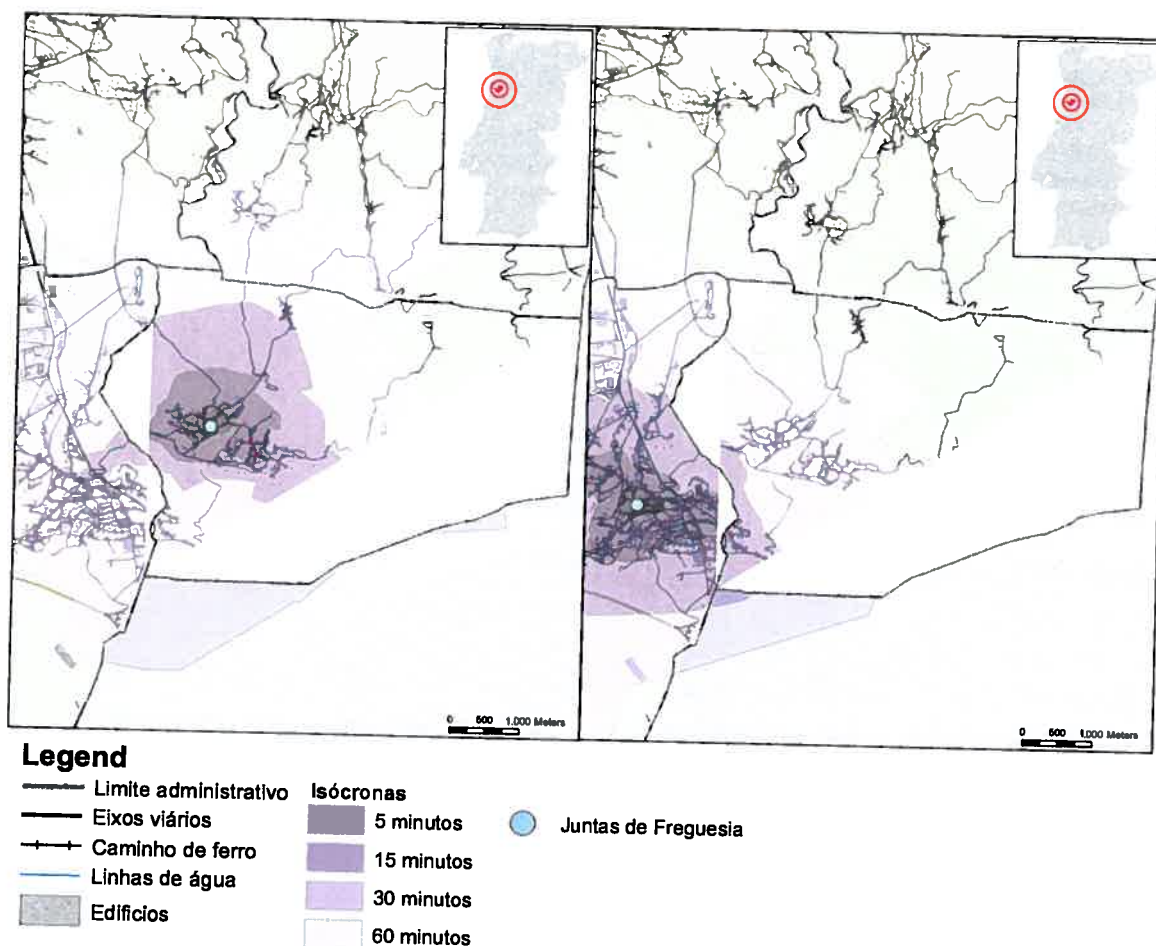 0 500 1.000 Meters
0 500 1.000 Meters
Legend
Limite administrativo
Eixos viários
Caminho de ferro
Linhas de água
Edificios
Isócronas
5 minutos
15 minutos
30 minutos
60 minutos
Juntas de Freguesia